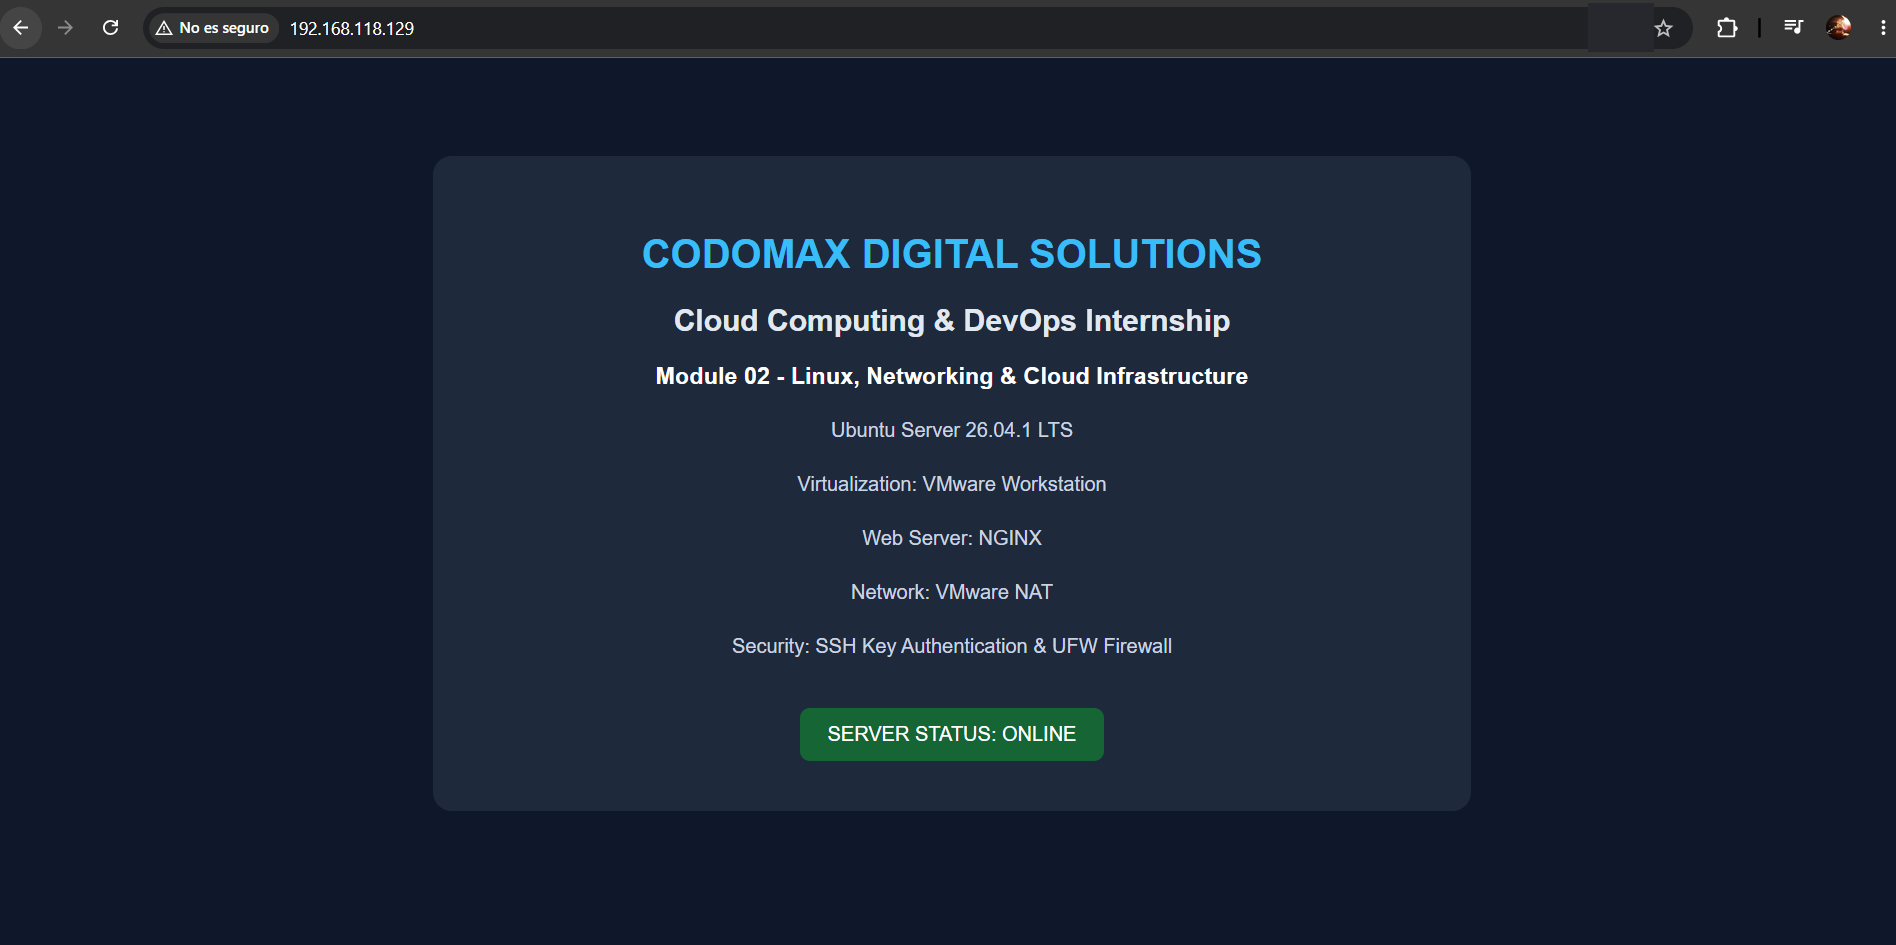 No es seguro 192.168.118.129
CODOMAX DIGITAL SOLUTIONS
Cloud Computing & DevOps Internship
Module 02 - Linux, Networking & Cloud Infrastructure
Ubuntu Server 26.04.1 LTS
Virtualization: VMware Workstation
Web Server: NGINX
Network: VMware NAT
Security: SSH Key Authentication & UFW Firewall
SERVER STATUS: ONLINE